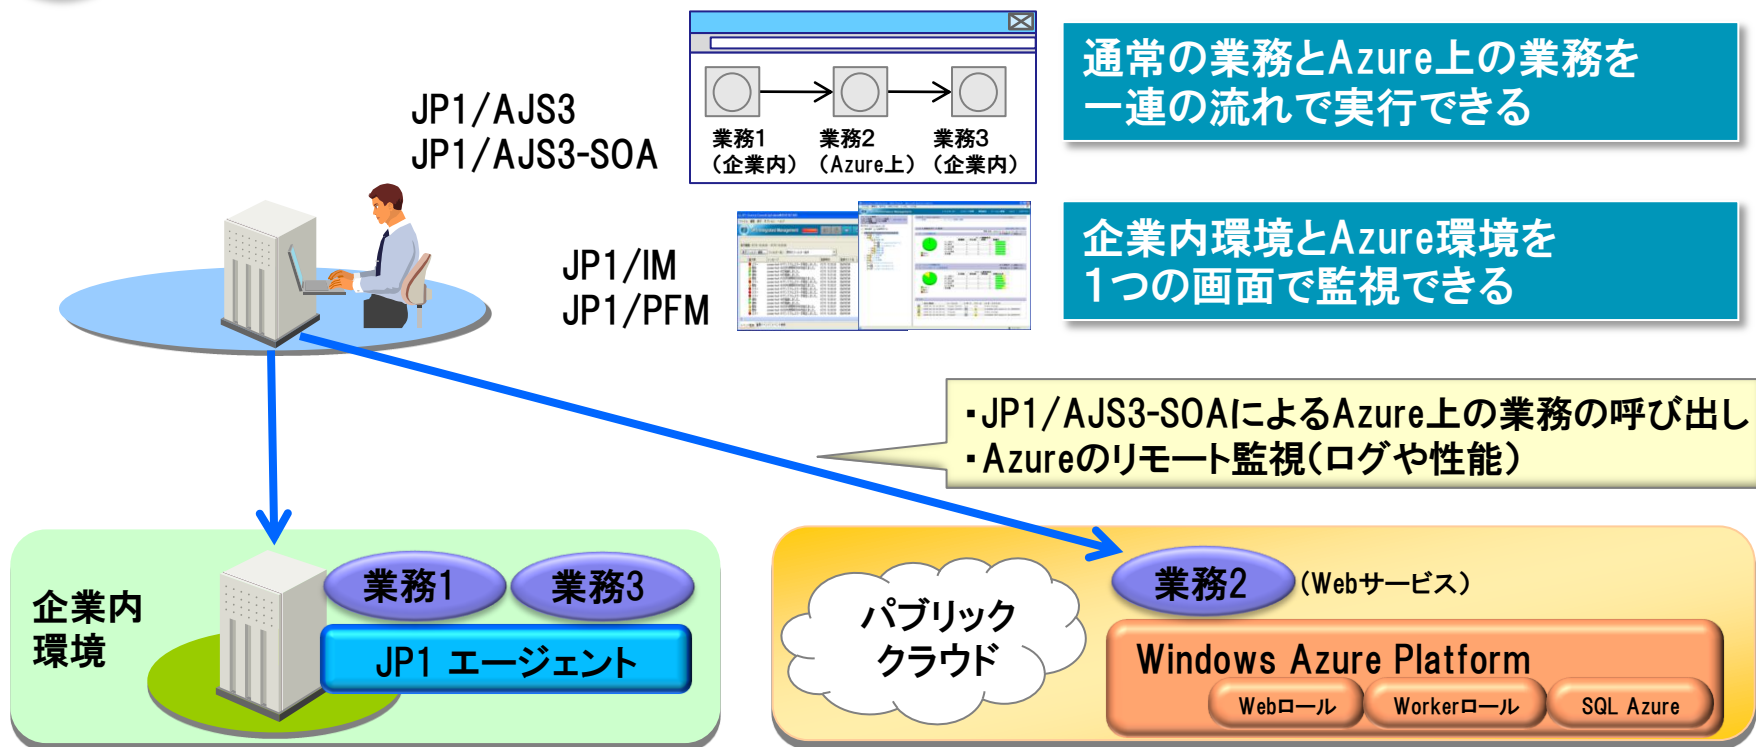 通常の業務とAzure上の業務を
一連の流れで実行できる
JP1/AJS3
JP1/AJS3-SOA
業務1
(企業内)
業務2
(Azure上)
業務3
(企業内)
企業内環境とAzure環境を
1つの画面で監視できる
JP1/IM
JP1/PFM
・JP1/AJS3-SOAによるAzure上の業務の呼び出し
・Azureのリモート監視(ログや性能)
企業内
環境
業務1
業務3
JP1 エージェント
パブリック
クラウド
業務2
(Webサービス)
Windows Azure Platform
Webロール
Workerロール
SQL Azure